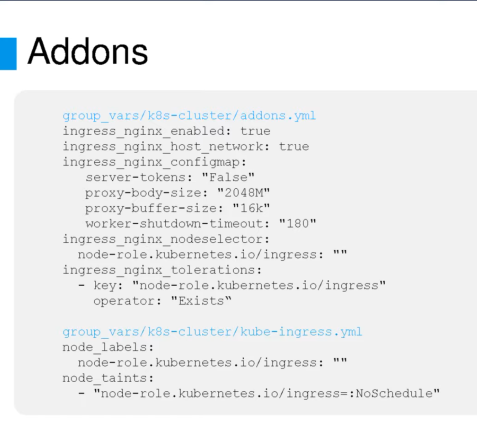 Addons
group_vars/k8s-cluster/addons.yml
ingress_nginx_enabled: true
ingress_nginx_host_network: true
ingress_nginx_configmap:
   server-tokens: "False"
   proxy-body-size: "2048M"
   proxy-buffer-size: "16k"
   worker-shutdown-timeout: "180"
ingress_nginx_nodeselector:
  node-role.kubernetes.io/ingress: ""
ingress_nginx_tolerations:
  - key: "node-role.kubernetes.io/ingress"
    operator: "Exists“
group_vars/k8s-cluster/kube-ingress.yml
node_labels:
  node-role.kubernetes.io/ingress: ""
node_taints:
  - "node-role.kubernetes.io/ingress=:NoSchedule"